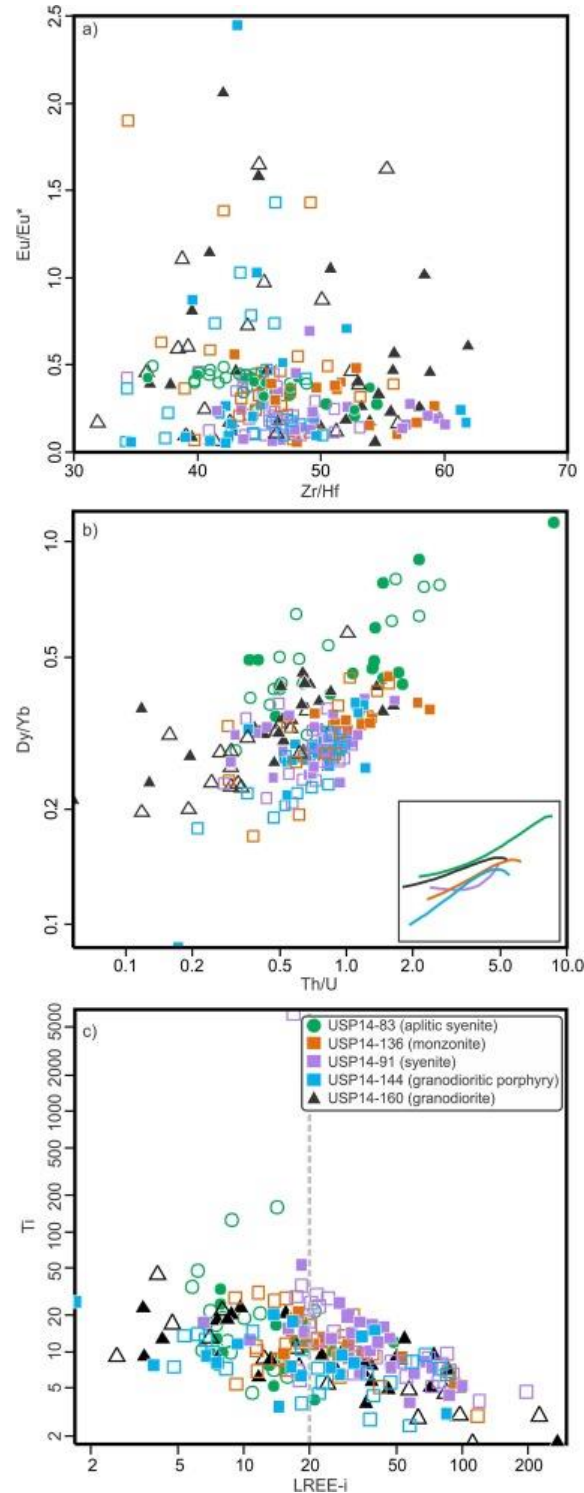 a)
2.5
2.0
1.5
1.0
0.5
0.0
Eu/Eu*
30 40 50 60 70
Zr/Hf
b)
1.0
0.5
0.2
0.1
Dy/Yb
0.1 0.2 0.5 1.0 2.0 5.0 10.0
Th/U
c)
5000
2000
1000
500
200
100
50
20
10
5
2
Ti
USP14-83 (aplitic syenite)
USP14-136 (monzonite)
USP14-91 (syenite)
USP14-144 (granodioritic porphyry)
USP14-160 (granodiorite)
2 5 10 20 50 100 200
LREE-i